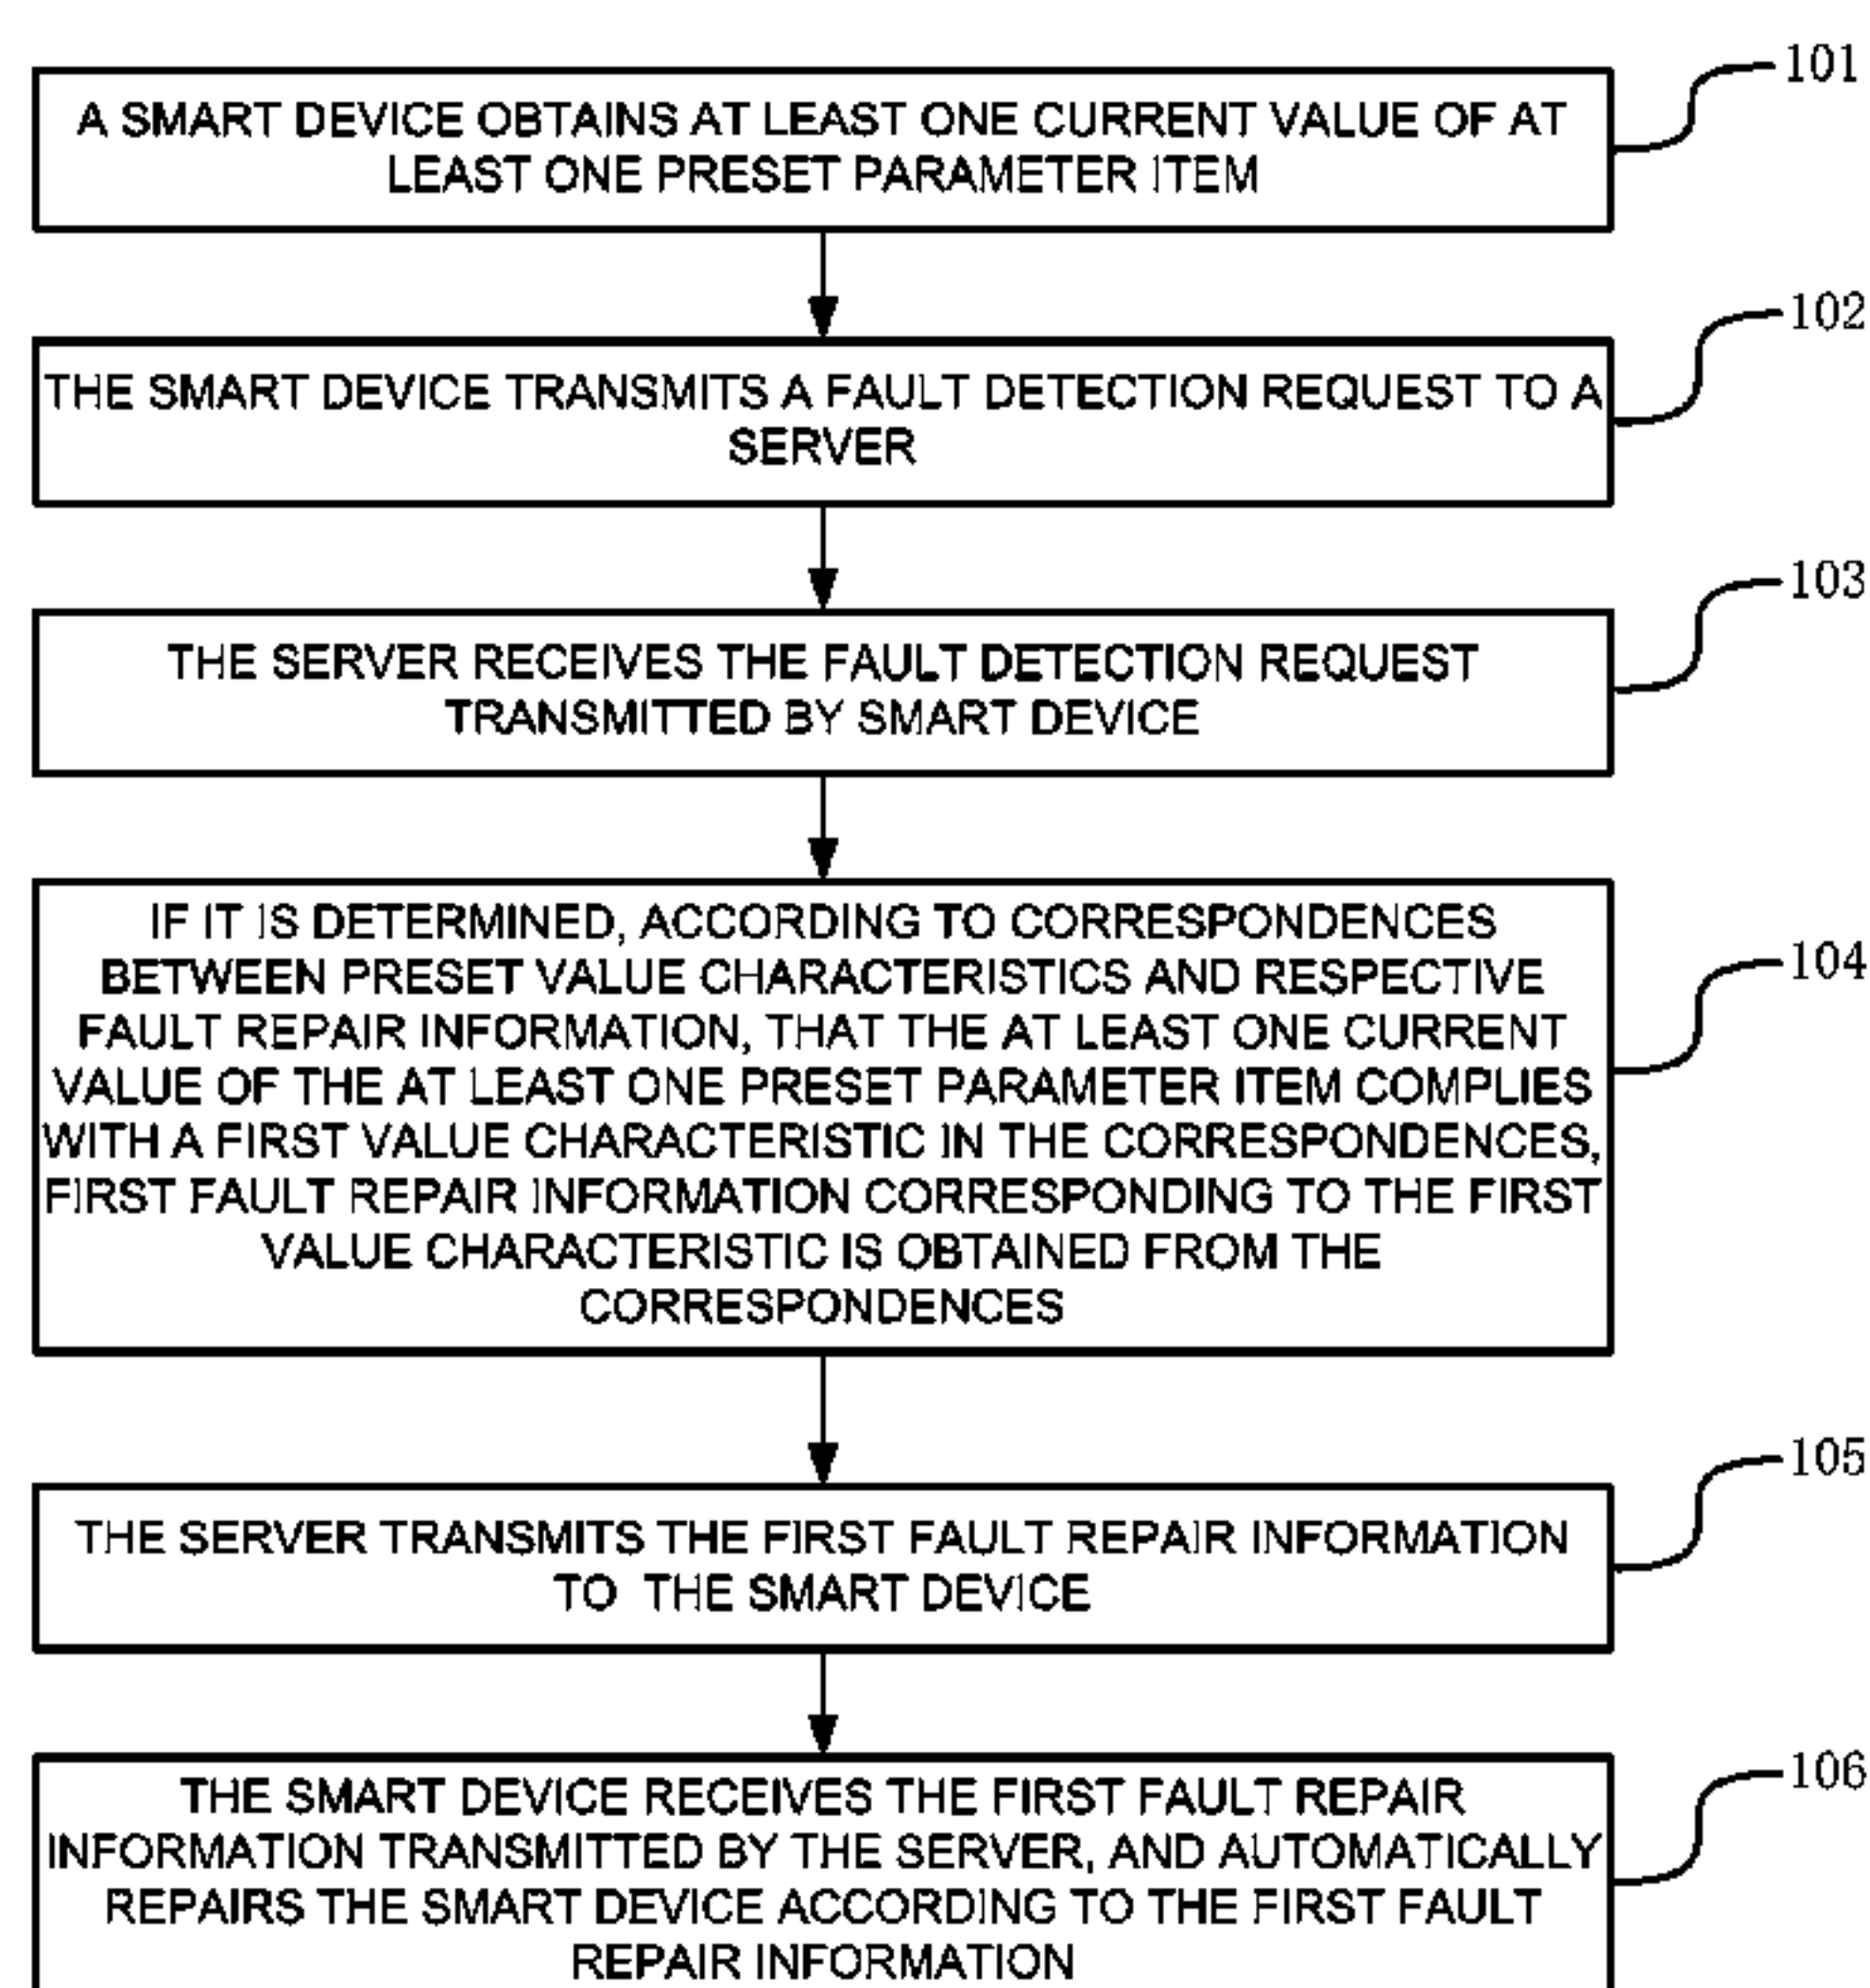 101
A SMART DEVICE OBTAINS AT LEAST ONE CURRENT VALUE OF AT
LEAST ONE PRESET PARAMETER ITEM
102
THE SMART DEVICE TRANSMITS A FAULT DETECTION REQUEST TO A
SERVER
103
THE SERVER RECEIVES THE FAULT DETECTION REQUEST
TRANSMITTED BY SMART DEVICE
104
IF IT IS DETERMINED, ACCORDING TO CORRESPONDENCES
BETWEEN PRESET VALUE CHARACTERISTICS AND RESPECTIVE
FAULT REPAIR INFORMATION, THAT THE AT LEAST ONE CURRENT
VALUE OF THE AT LEAST ONE PRESET PARAMETER ITEM COMPLIES
WITH A FIRST VALUE CHARACTERISTIC IN THE CORRESPONDENCES,
FIRST FAULT REPAIR INFORMATION CORRESPONDING TO THE FIRST
VALUE CHARACTERISTIC IS OBTAINED FROM THE
CORRESPONDENCES
105
THE SERVER TRANSMITS THE FIRST FAULT REPAIR INFORMATION
TO THE SMART DEVICE
106
THE SMART DEVICE RECEIVES THE FIRST FAULT REPAIR
INFORMATION TRANSMITTED BY THE SERVER, AND AUTOMATICALLY
REPAIRS THE SMART DEVICE ACCORDING TO THE FIRST FAULT
REPAIR INFORMATION